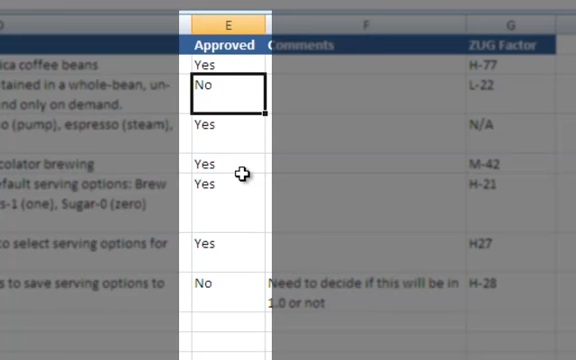 D E F G
Approved Comments ZUG Factor
ica coffee beans Yes H-77
tained in a whole-bean, un- No L-22
nd only on demand.
o (pump), espresso (steam), Yes N/A
colator brewing Yes M-42
efault serving options: Brew Yes H-21
s-1 (one), Sugar-0 (zero)
to select serving options for Yes H27
s to save serving options to No Need to decide if this will be in H-28
1.0 or not